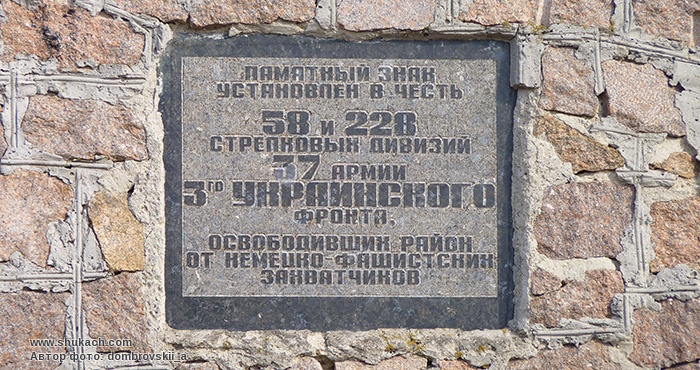 ПАМЯТНЫЙ ЗНАК
УСТАНОВЛЕН В ЧЕСТЬ
58 и 228
СТРЕЛКОВЫХ ДИВИЗИЙ
37 АРМИИ
3го УКРАИНСКОГО
ФРОНТА,
ОСВОБОДИВШИХ РАЙОН
ОТ НЕМЕЦКО-ФАШИСТСКИХ
ЗАХВАТЧИКОВ
www.shukach.com
Автор фото: dombrovskii_a